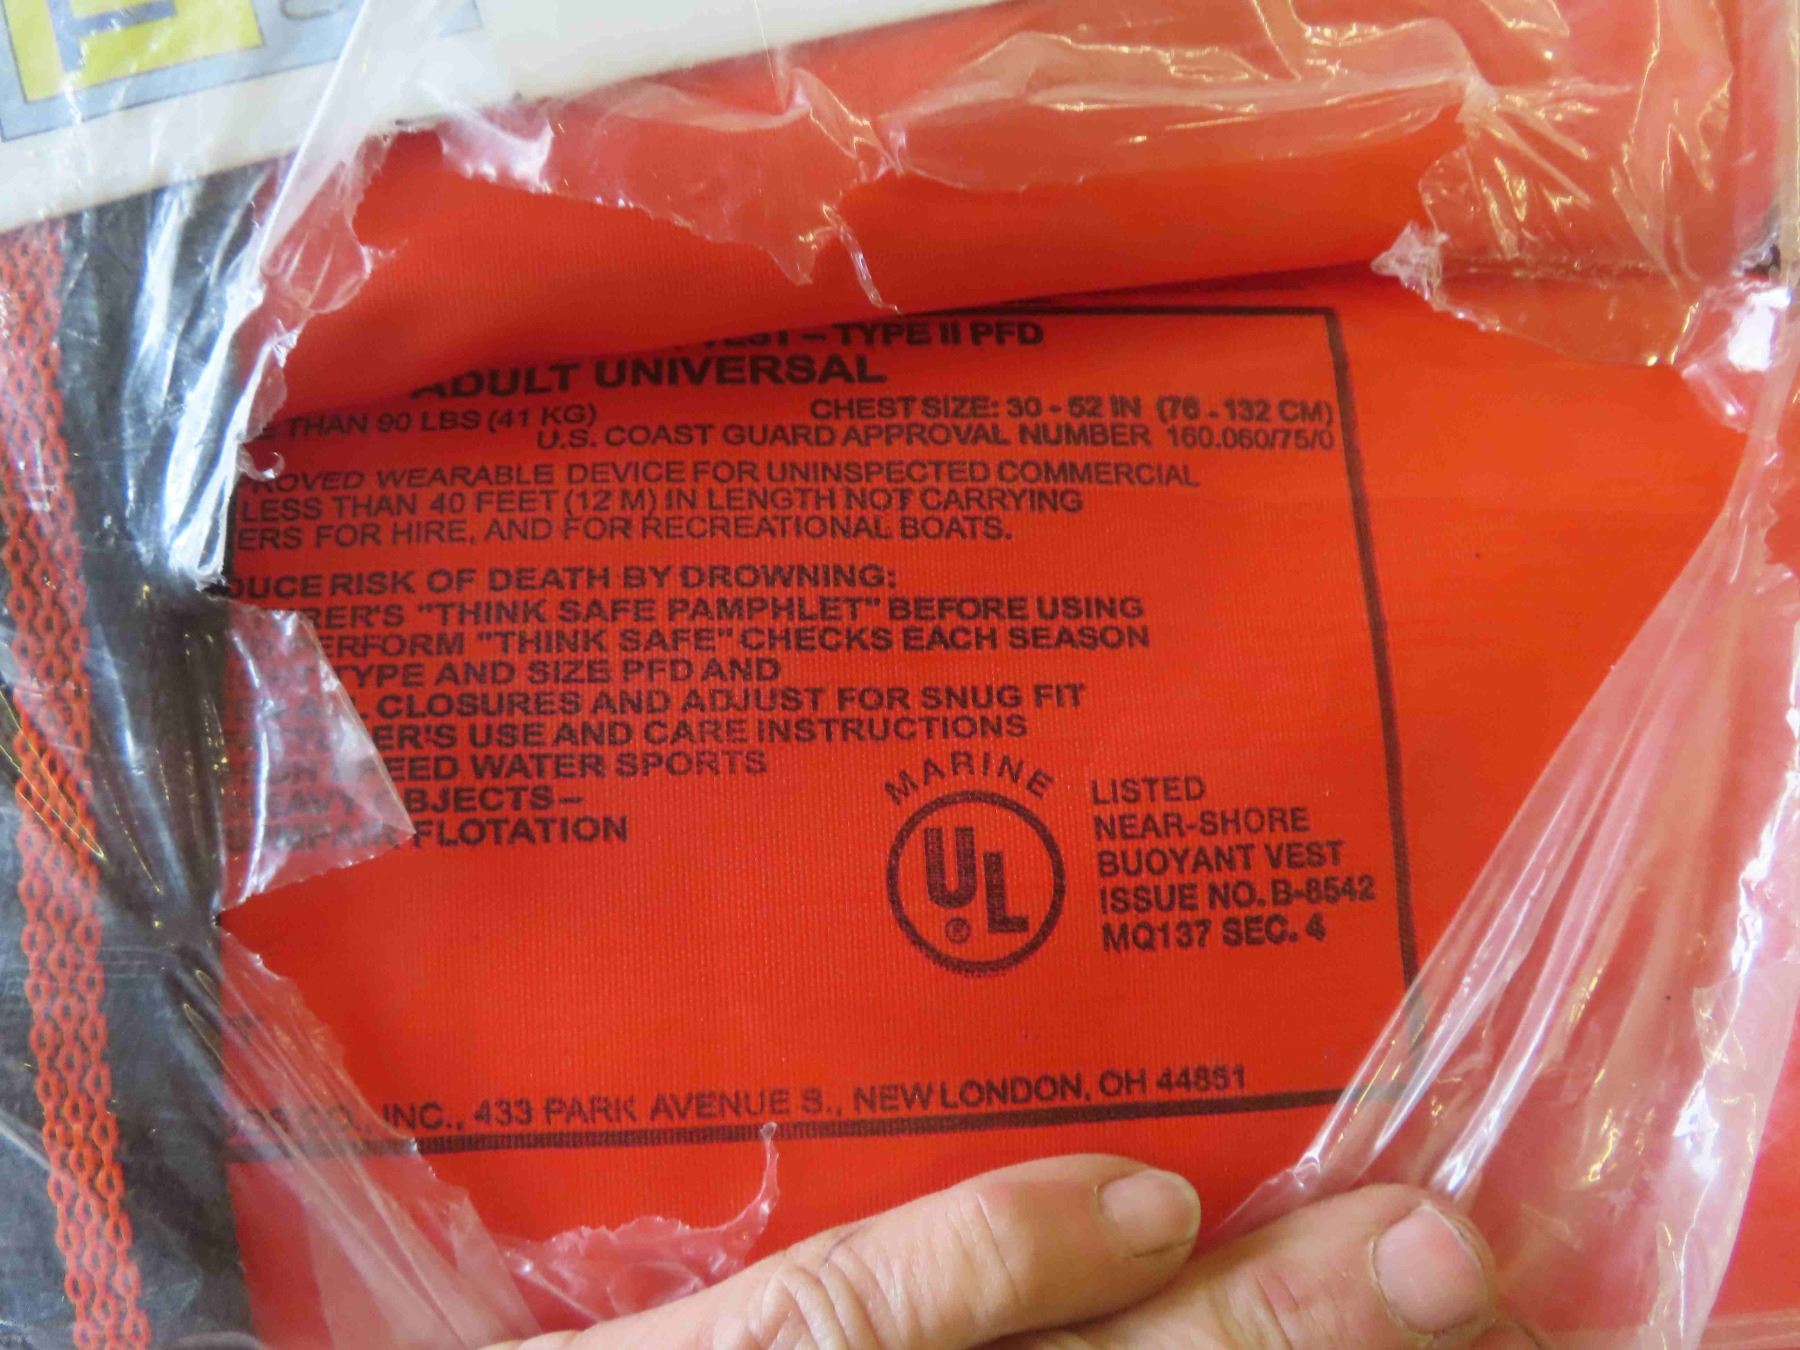 VEST – TYPE II PFD
ADULT UNIVERSAL
THAN 90 LBS (41 KG)
CHEST SIZE: 30 - 52 IN (76 - 132 CM)
U.S. COAST GUARD APPROVAL NUMBER 160.060/75/0
ROVED WEARABLE DEVICE FOR UNINSPECTED COMMERCIAL
LESS THAN 40 FEET (12 M) IN LENGTH NOT CARRYING
ERS FOR HIRE, AND FOR RECREATIONAL BOATS.
DUCE RISK OF DEATH BY DROWNING:
RER'S "THINK SAFE PAMPHLET" BEFORE USING
ERFORM "THINK SAFE" CHECKS EACH SEASON
TYPE AND SIZE PFD AND
ALL CLOSURES AND ADJUST FOR SNUG FIT
ER'S USE AND CARE INSTRUCTIONS
SPEED WATER SPORTS
HEAVY OBJECTS–
IMPAIR FLOTATION
MARINE
UL
®
LISTED
NEAR-SHORE
BUOYANT VEST
ISSUE NO. B-8542
MQ137 SEC. 4
INC., 433 PARK AVENUE S., NEW LONDON, OH 44851